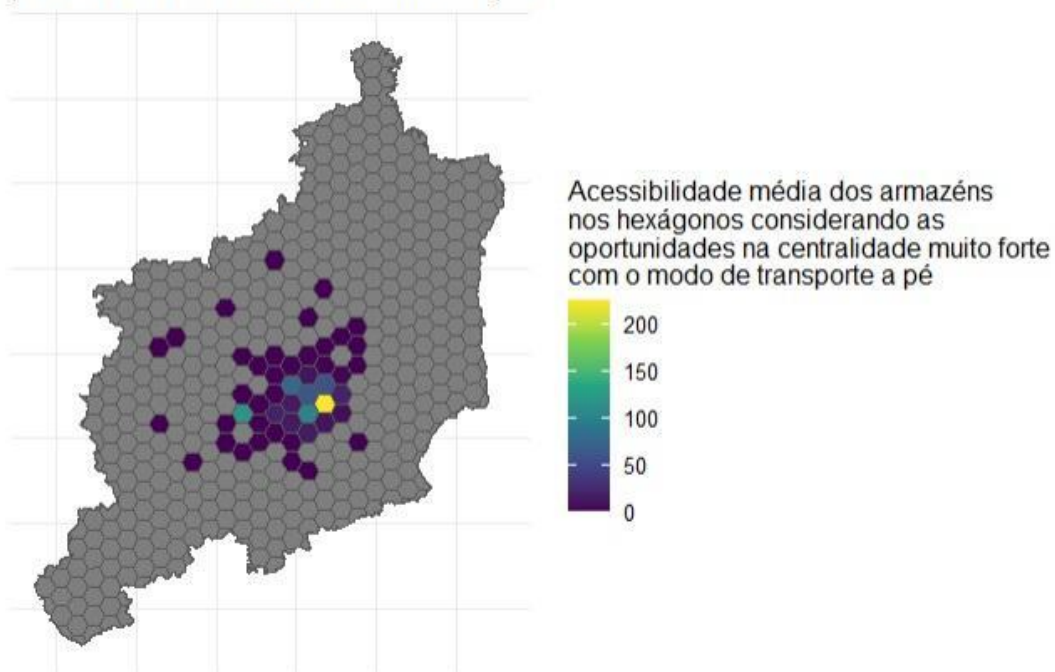 Acessibilidade média dos armazéns
nos hexágonos considerando as
oportunidades na centralidade muito forte
com o modo de transporte a pé
200
150
100
50
0